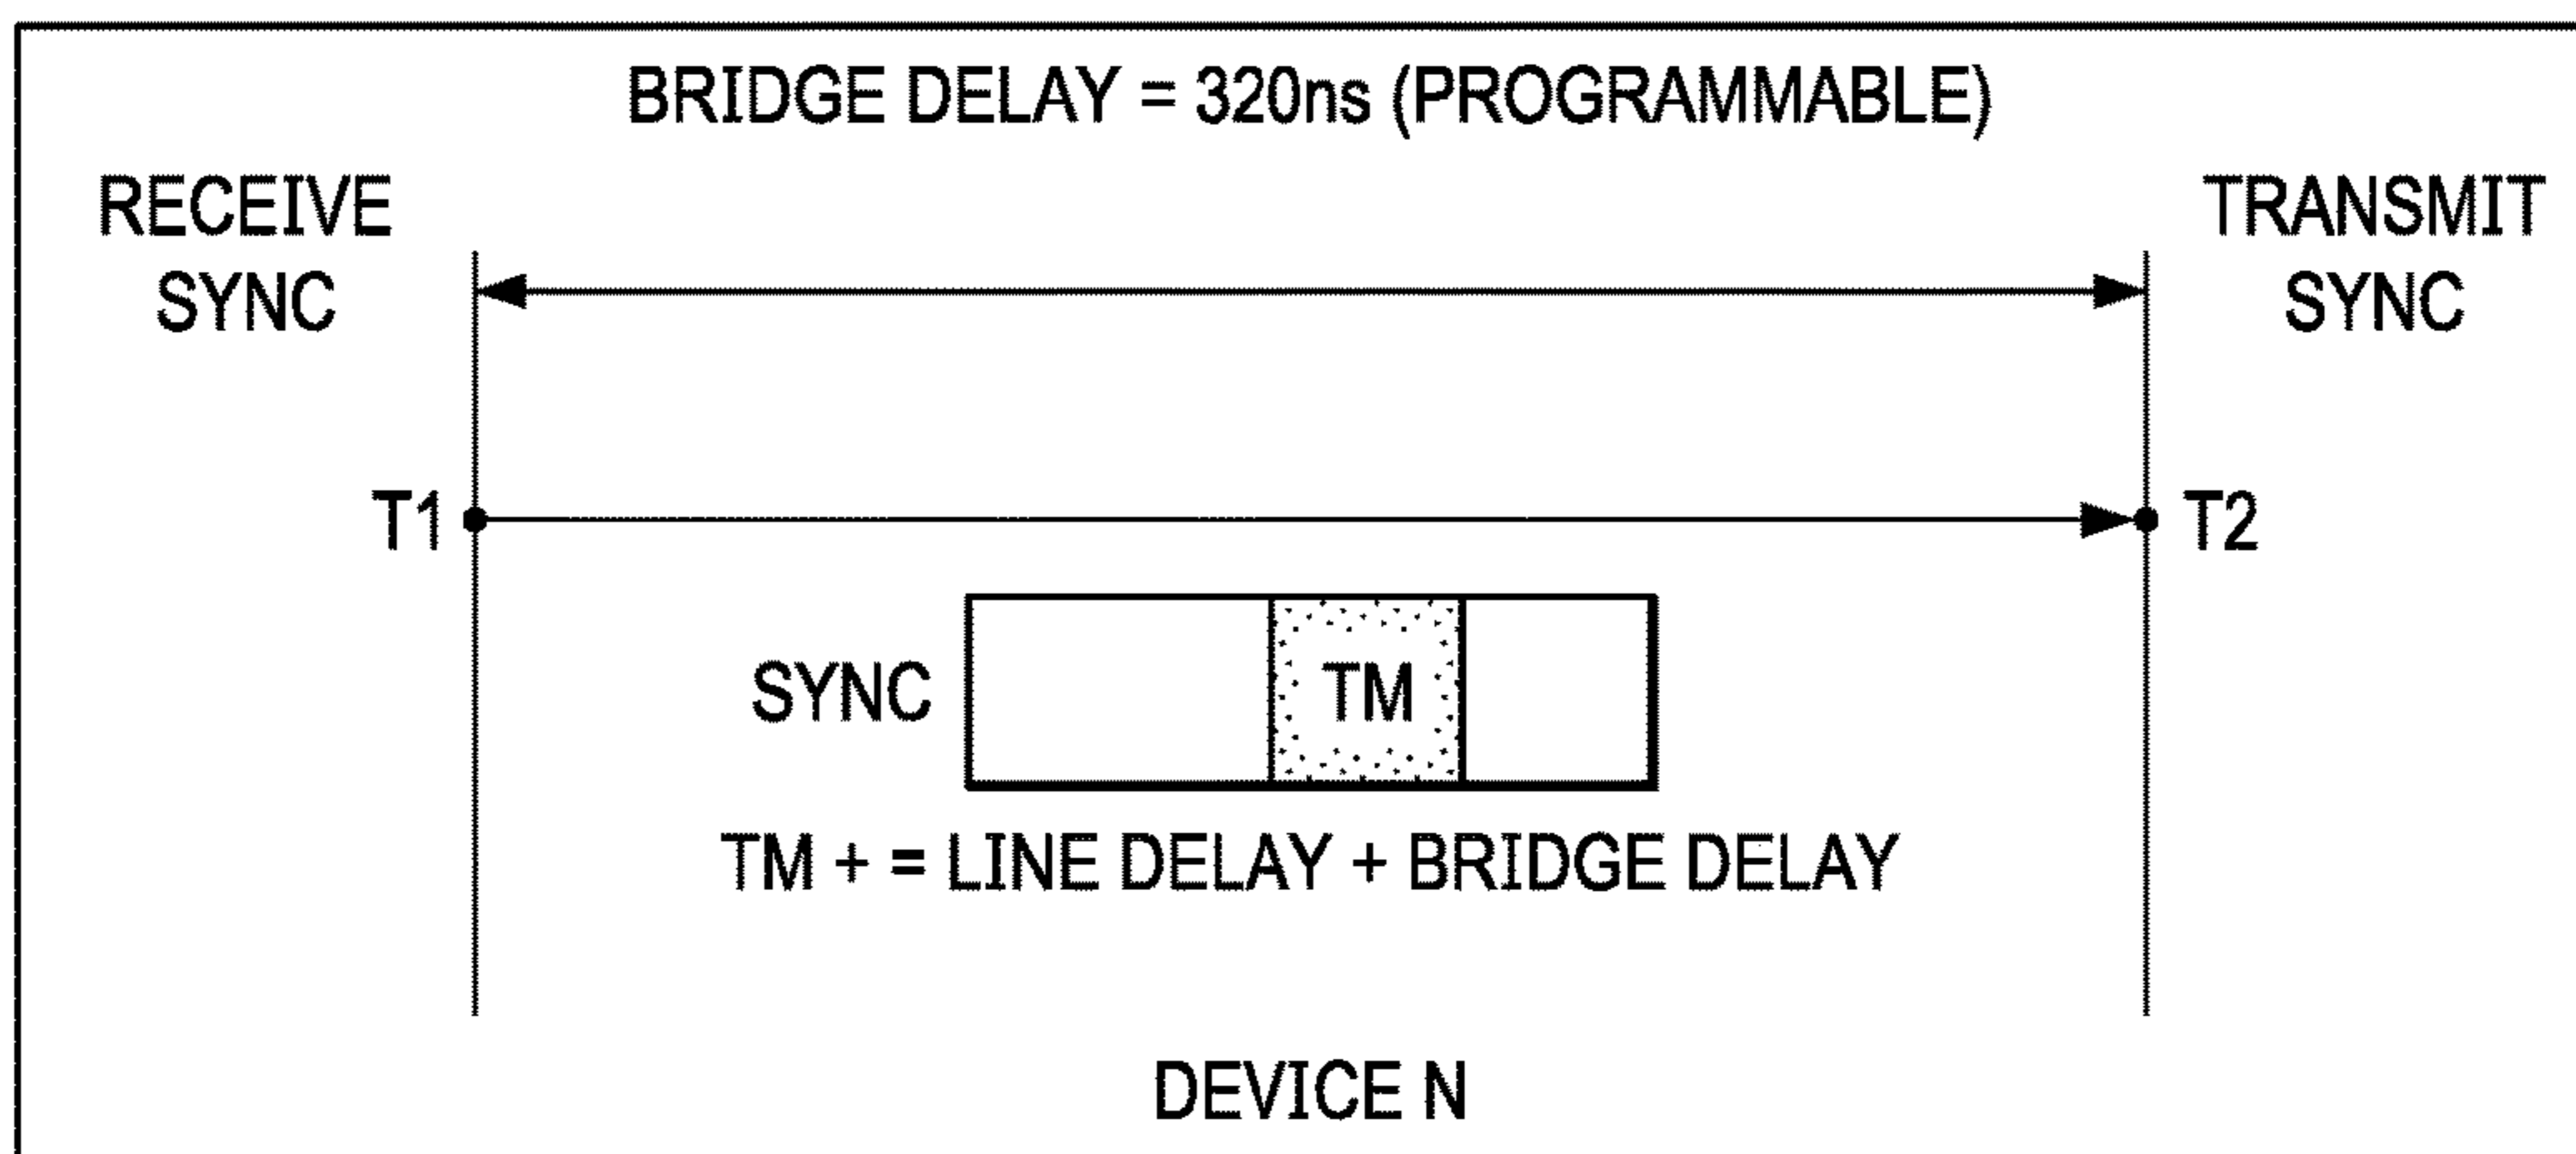 BRIDGE DELAY = 320ns (PROGRAMMABLE)
RECEIVE
SYNC
TRANSMIT
SYNC
T1
T2
SYNC
TM
TM + = LINE DELAY + BRIDGE DELAY
DEVICE N